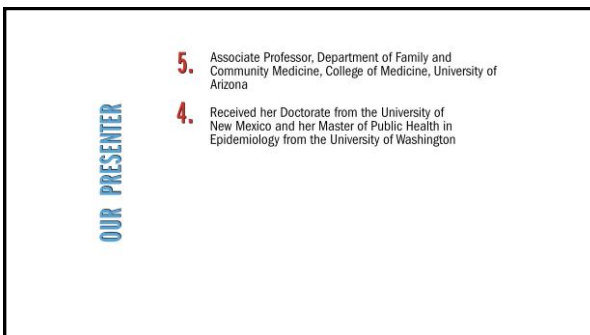 OUR PRESENTER
5. Associate Professor, Department of Family and
Community Medicine, College of Medicine, University of
Arizona
4. Received her Doctorate from the University of
New Mexico and her Master of Public Health in
Epidemiology from the University of Washington